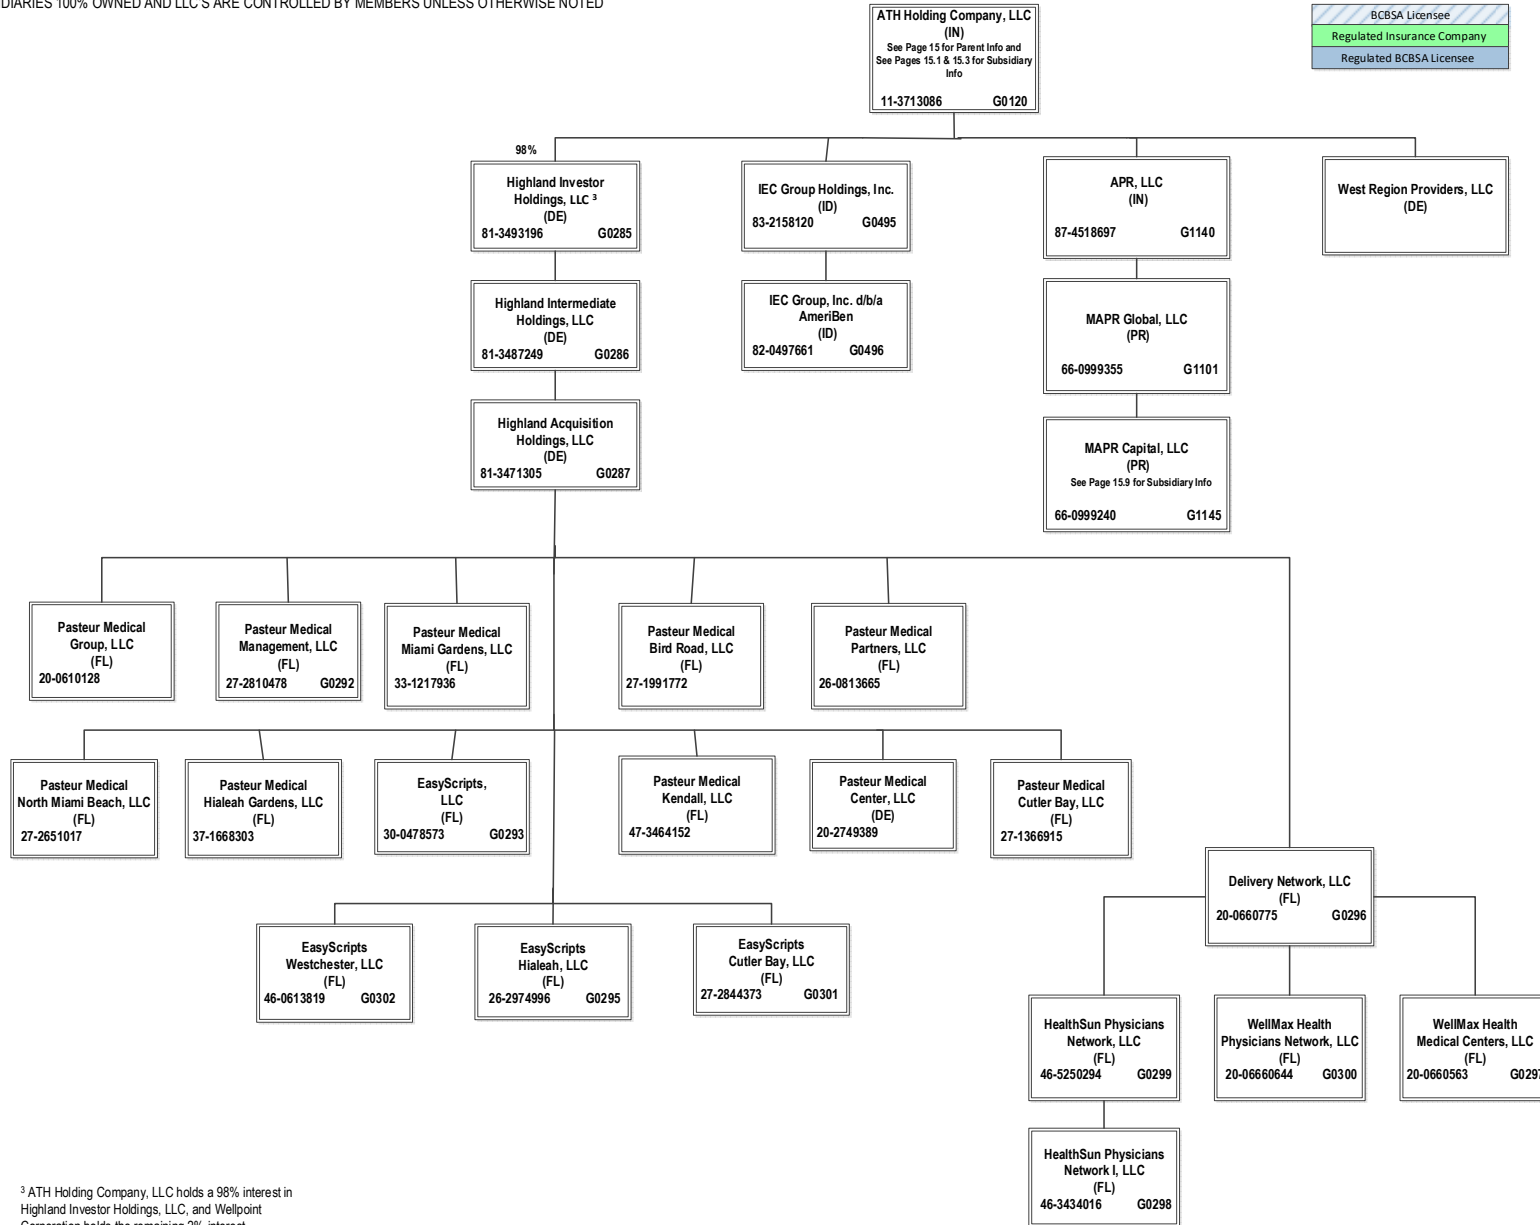 DIARIES 100% OWNED AND LLC'S ARE CONTROLLED BY MEMBERS UNLESS OTHERWISE NOTED
ATH Holding Company, LLC
(IN)
See Page 15 for Parent Info and
See Pages 15.1 & 15.3 for Subsidiary
Info
11-3713086 G0120
BCBSA Licensee
Regulated Insurance Company
Regulated BCBSA Licensee
98%
Highland Investor
Holdings, LLC ³
(DE)
81-3493196 G0285
IEC Group Holdings, Inc.
(ID)
83-2158120 G0495
APR, LLC
(IN)
87-4518697 G1140
West Region Providers, LLC
(DE)
Highland Intermediate
Holdings, LLC
(DE)
81-3487249 G0286
IEC Group, Inc. d/b/a
AmeriBen
(ID)
82-0497661 G0496
MAPR Global, LLC
(PR)
66-0999355 G1101
Highland Acquisition
Holdings, LLC
(DE)
81-3471305 G0287
MAPR Capital, LLC
(PR)
See Page 15.9 for Subsidiary Info
66-0999240 G1145
Pasteur Medical
Group, LLC
(FL)
20-0610128
Pasteur Medical
Management, LLC
(FL)
27-2810478 G0292
Pasteur Medical
Miami Gardens, LLC
(FL)
33-1217936
Pasteur Medical
Bird Road, LLC
(FL)
27-1991772
Pasteur Medical
Partners, LLC
(FL)
26-0813665
Pasteur Medical
North Miami Beach, LLC
(FL)
27-2651017
Pasteur Medical
Hialeah Gardens, LLC
(FL)
37-1668303
EasyScripts,
LLC
(FL)
30-0478573 G0293
Pasteur Medical
Kendall, LLC
(FL)
47-3464152
Pasteur Medical
Center, LLC
(DE)
20-2749389
Pasteur Medical
Cutler Bay, LLC
(FL)
27-1366915
Delivery Network, LLC
(FL)
20-0660775 G0296
EasyScripts
Westchester, LLC
(FL)
46-0613819 G0302
EasyScripts
Hialeah, LLC
(FL)
26-2974996 G0295
EasyScripts
Cutler Bay, LLC
(FL)
27-2844373 G0301
HealthSun Physicians
Network, LLC
(FL)
46-5250294 G0299
WellMax Health
Physicians Network, LLC
(FL)
20-06660644 G0300
WellMax Health
Medical Centers, LLC
(FL)
20-0660563 G0297
HealthSun Physicians
Network I, LLC
(FL)
46-3434016 G0298
³ ATH Holding Company, LLC holds a 98% interest in
Highland Investor Holdings, LLC, and Wellpoint
Corporation holds the remaining 2% interest